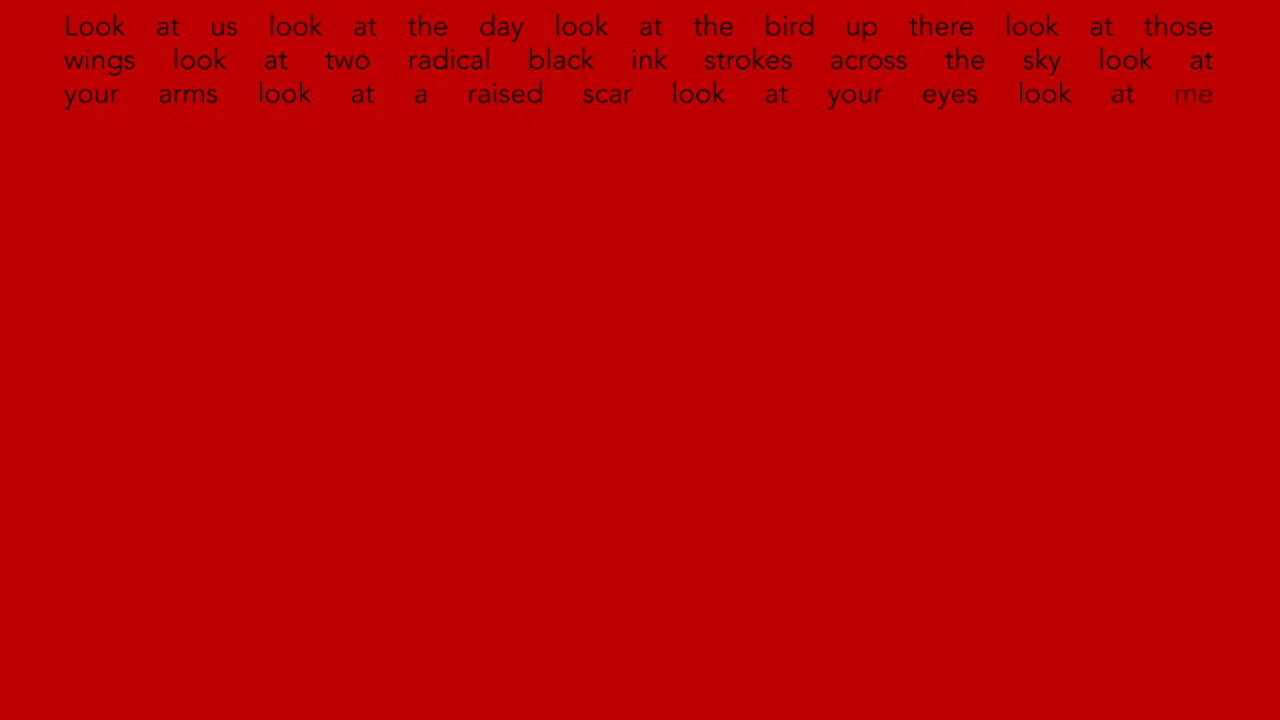 Look at us look at the day look at the bird up there look at those
wings look at two radical black ink strokes across the sky look at
your arms look at a raised scar look at your eyes look at me